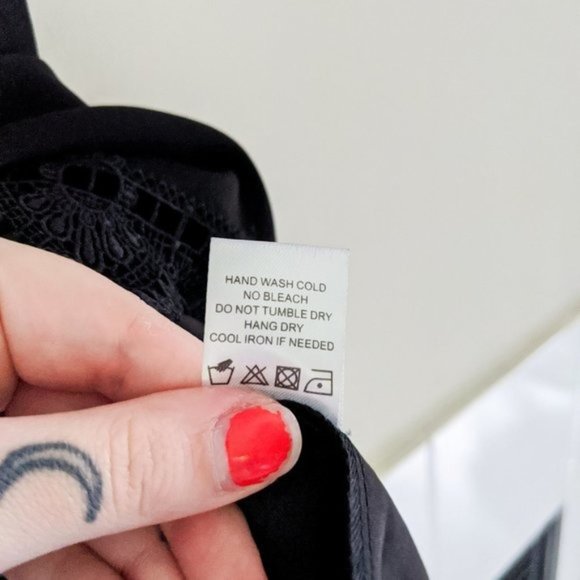 HAND WASH COLD
NO BLEACH
DO NOT TUMBLE DRY
HANG DRY
COOL IRON IF NEEDED